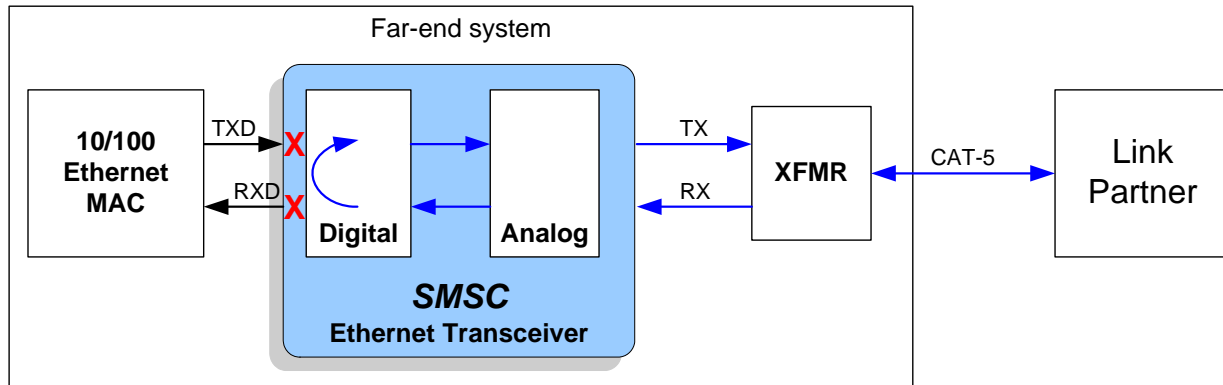 Far-end system
10/100
Ethernet
MAC
TXD
RXD
X
X
Digital
Analog
SMSC
Ethernet Transceiver
TX
RX
XFMR
CAT-5
Link
Partner